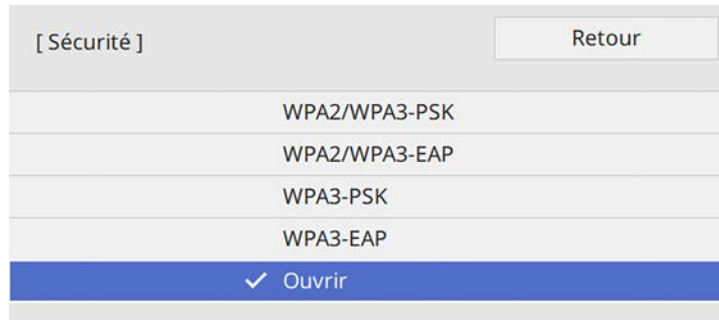 [ Sécurité ]
Retour
WPA2/WPA3-PSK
WPA2/WPA3-EAP
WPA3-PSK
WPA3-EAP
Ouvrir